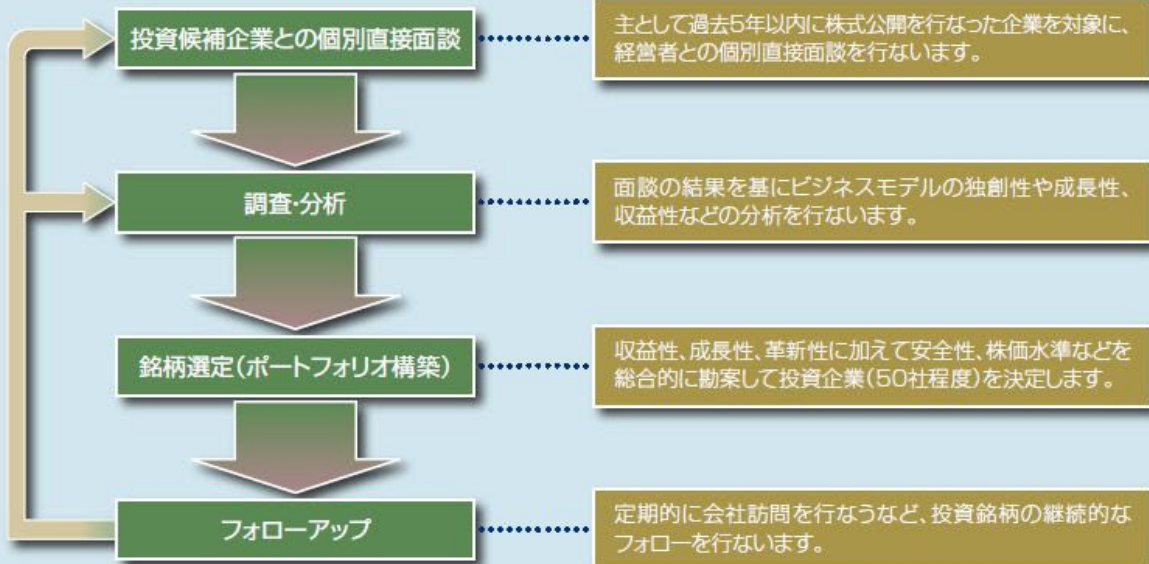 投資候補企業との個別直接面談
主として過去5年以内に株式公開を行なった企業を対象に、
経営者との個別直接面談を行ないます。
調査・分析
面談の結果を基にビジネスモデルの独創性や成長性、
収益性などの分析を行ないます。
銘柄選定(ポートフォリオ構築)
収益性、成長性、革新性に加えて安全性、株価水準などを
総合的に勘案して投資企業(50社程度)を決定します。
フォローアップ
定期的に会社訪問を行なうなど、投資銘柄の継続的な
フォローを行ないます。